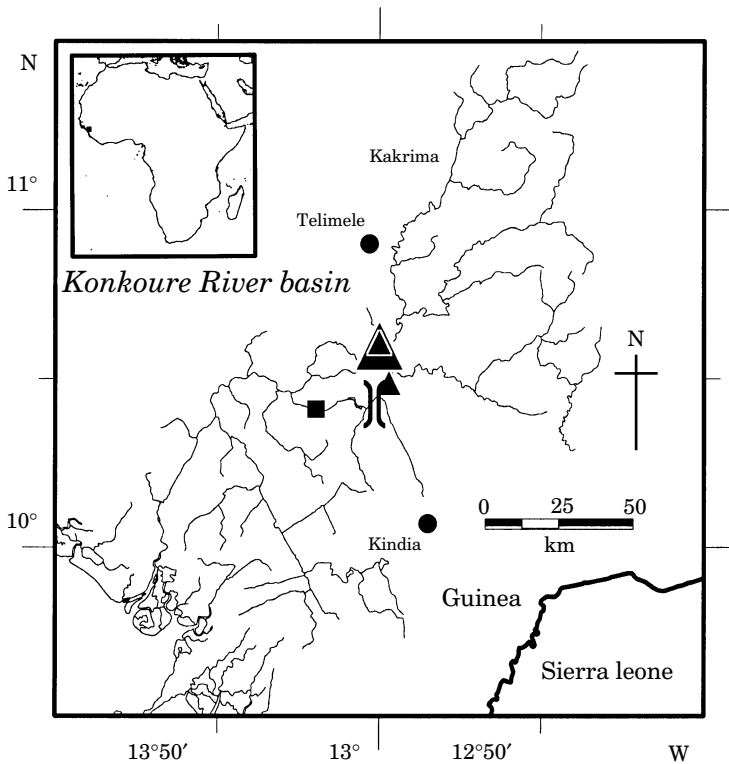 N
Kakrima
11°
Telimele
Konkoure River basin
N
0 25 50
km
10°
Kindia
Guinea
Sierra leone
13°50′ 13° 12°50′ W